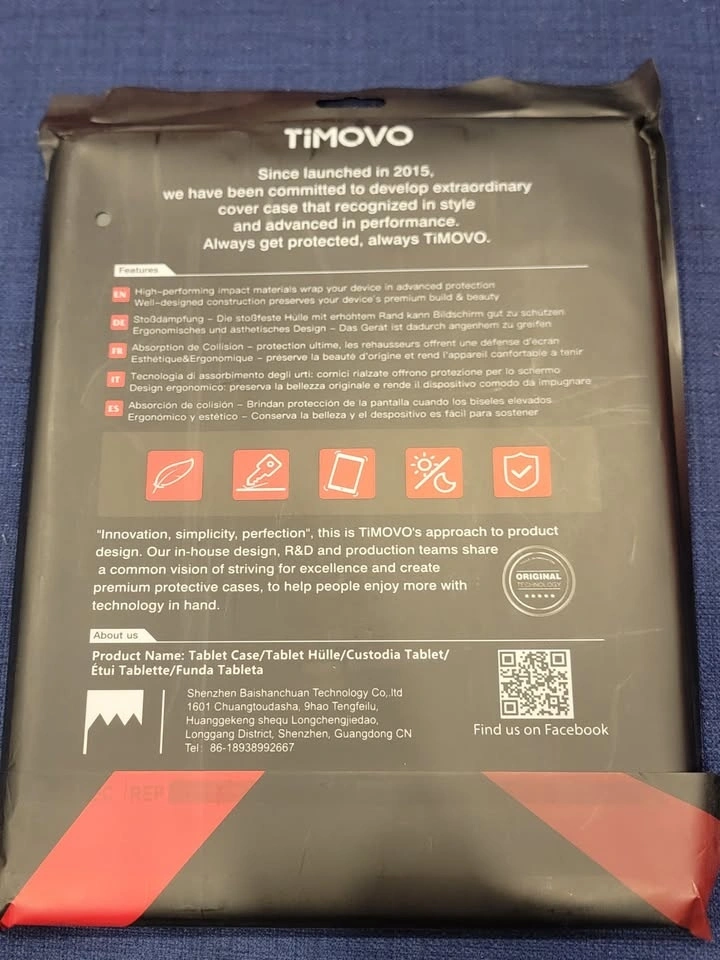 TiMOVO
Since launched in 2015,
we have been committed to develop extraordinary
cover case that recognized in style
and advanced in performance.
Always get protected, always TiMOVO.
Features
EN High-performing impact materials wrap your device in advanced protection
Well-designed construction preserves your device's premium build & beauty
DE Stoßdämpfung – Die stoßfeste Hülle mit erhöhtem Rand kann Bildschirm gut zu schützen
Ergonomisches und ästhetisches Design – Das Gerät ist dadurch angenhem zu greifen
FR Absorption de Collision – protection ultime, les rehausseurs offrent une défense d'écran
Esthétique&Ergonomique – préserve la beauté d'origine et rend l'appareil confortable à tenir
IT Tecnologia di assorbimento degli urti: cornici rialzate offrono protezione per lo schermo
Design ergonomico: preserva la bellezza originale e rende il dispositivo comodo da impugnare
ES Absorción de colisión – Brindan protección de la pantalla cuando los biseles elevados
Ergonómico y estético – Conserva la belleza y el despositivo es fácil para sostener
"Innovation, simplicity, perfection", this is TiMOVO's approach to product
design. Our in-house design, R&D and production teams share
a common vision of striving for excellence and create
premium protective cases, to help people enjoy more with
technology in hand.
ORIGINAL
TECHNOLOGY
About us
Product Name: Tablet Case/Tablet Hülle/Custodia Tablet/
Étui Tablette/Funda Tableta
Shenzhen Baishanchuan Technology Co,.ltd
1601 Chuangtoudasha, 9hao Tengfeilu,
Huanggekeng shequ Longchengjiedao,
Longgang District, Shenzhen, Guangdong CN
Tel: 86-18938992667
Find us on Facebook
REP